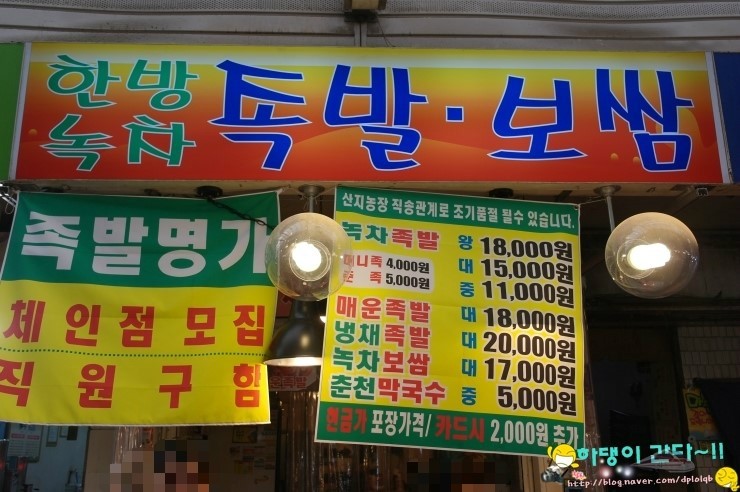 한방 녹차 족발·보쌈
족발명가
체인점모집
직원구함
산지농장 직송관계로 조기품절 될수 있습니다.
녹차족발 왕 18,000원
대 15,000원
중 11,000원
미니족 4,000원
족 5,000원
매운족발 대 18,000원
냉채족발 대 20,000원
녹차보쌈 대 17,000원
춘천막국수 중 5,000원
현금가 포장가격/ 카드시 2,000원 추가
하댕이 간다~!!
http://blog.naver.com/dplolqb